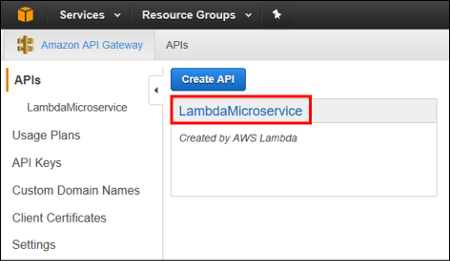 Services Resource Groups
Amazon API Gateway APIs
APIs
LambdaMicroservice
Usage Plans
API Keys
Custom Domain Names
Client Certificates
Settings
Create API
LambdaMicroservice
Created by AWS Lambda